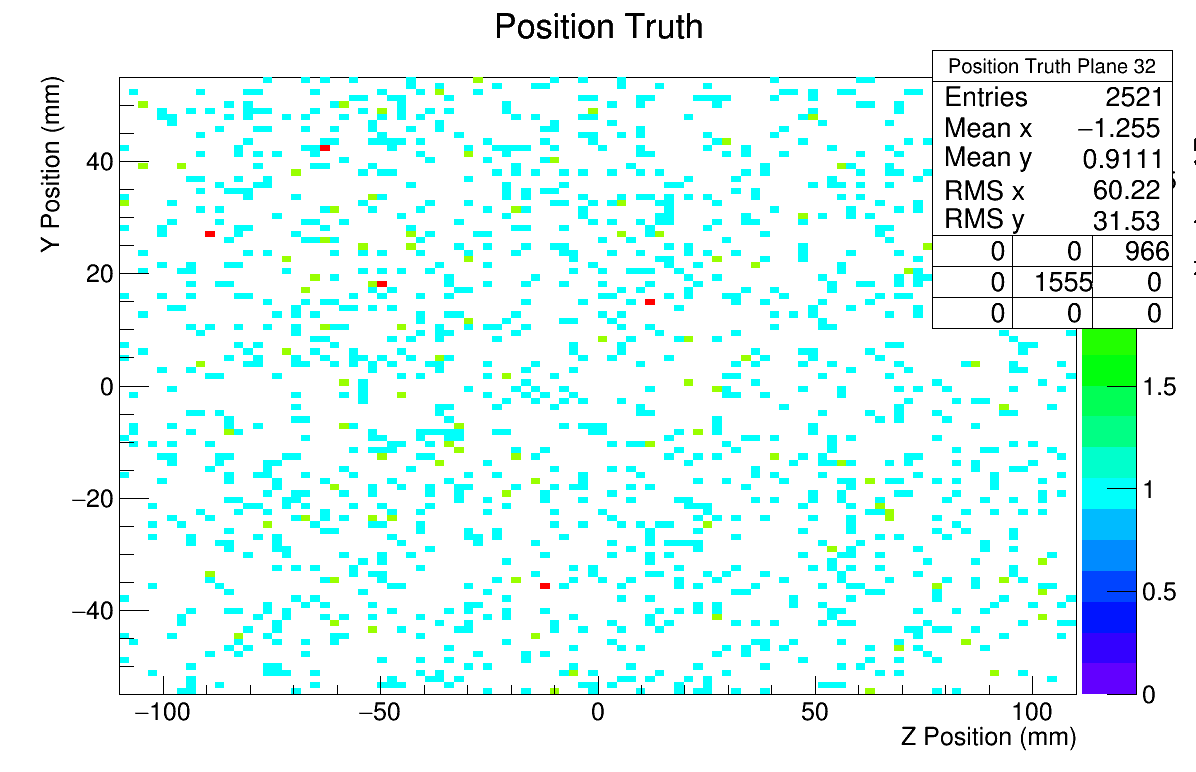 Position Truth
Position Truth Plane 32
Entries 2521
Mean x −1.255
Mean y 0.9111
RMS x 60.22
RMS y 31.53
0 0 966
0 1555 0
0 0 0
Y Position (mm)
40
20
0
−20
−40
1.5
1
0.5
0
−100 −50 0 50 100
Z Position (mm)